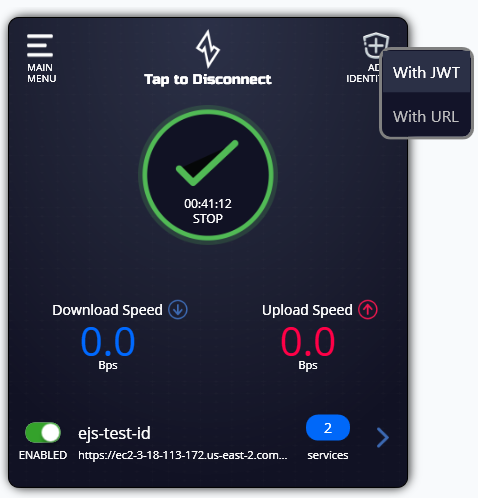 MAIN
MENU
Tap to Disconnect
IDENTI
With JWT
With URL
00:41:12
STOP
Download Speed
Upload Speed
0.0
0.0
Bps
Bps
ejs-test-id
2
ENABLED
https://ec2-3-18-113-172.us-east-2.com...
services